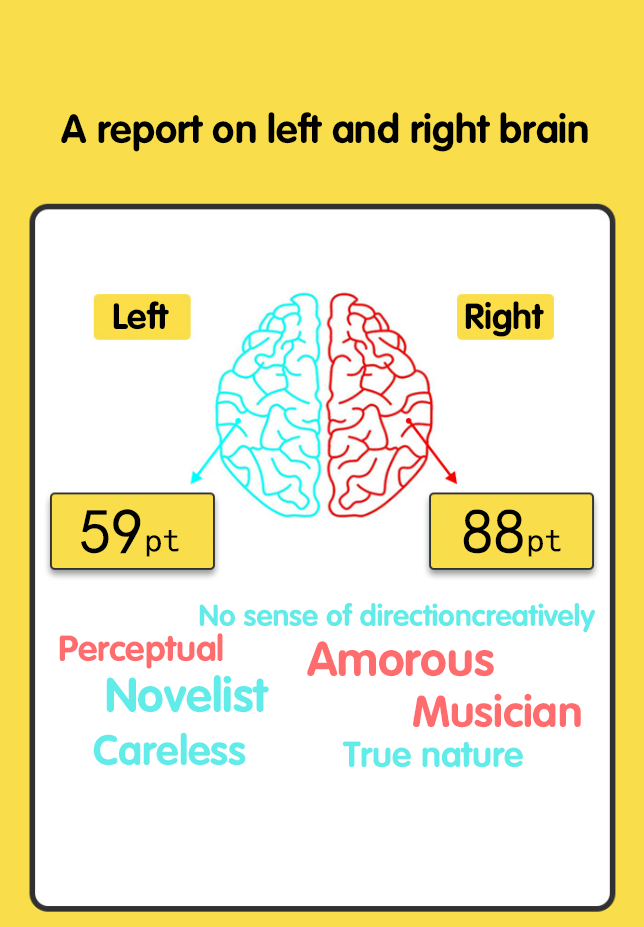 A report on left and right brain
Left
Right
59pt
88pt
No sense of directioncreatively
Perceptual
Amorous
Novelist
Musician
Careless
True nature